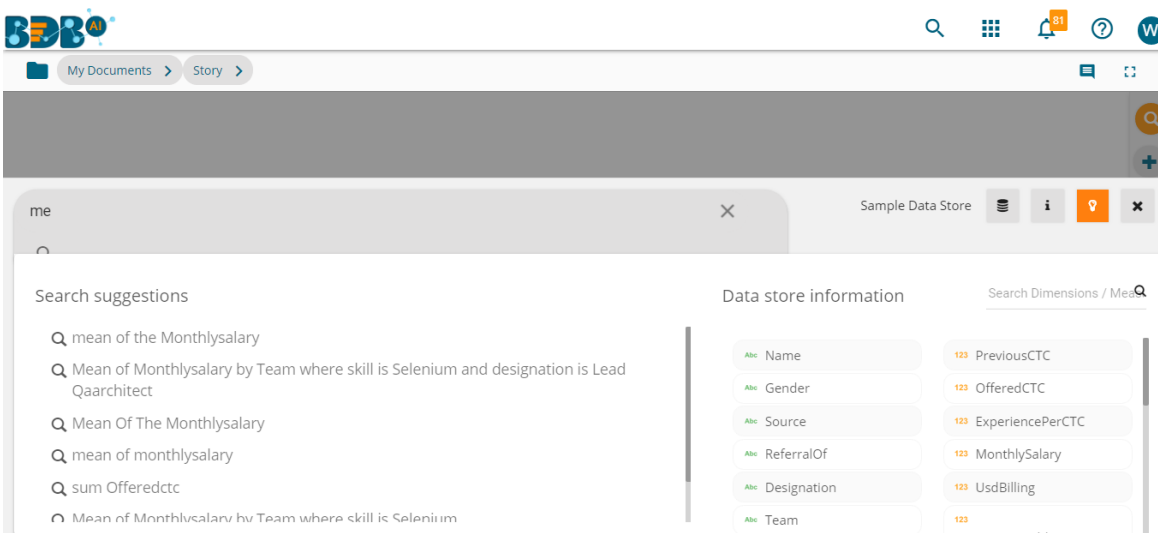 BDB AI
81
W
My Documents
Story
me
Sample Data Store
Search suggestions
Data store information
Search Dimensions / Meas
mean of the Monthlysalary
Mean of Monthlysalary by Team where skill is Selenium and designation is Lead
Qaarchitect
Mean Of The Monthlysalary
mean of monthlysalary
sum Offeredctc
Mean of Monthlysalary by Team where skill is Selenium
Abc Name
123 PreviousCTC
Abc Gender
123 OfferedCTC
Abc Source
123 ExperiencePerCTC
Abc ReferralOf
123 MonthlySalary
Abc Designation
123 UsdBilling
Abc Team
123